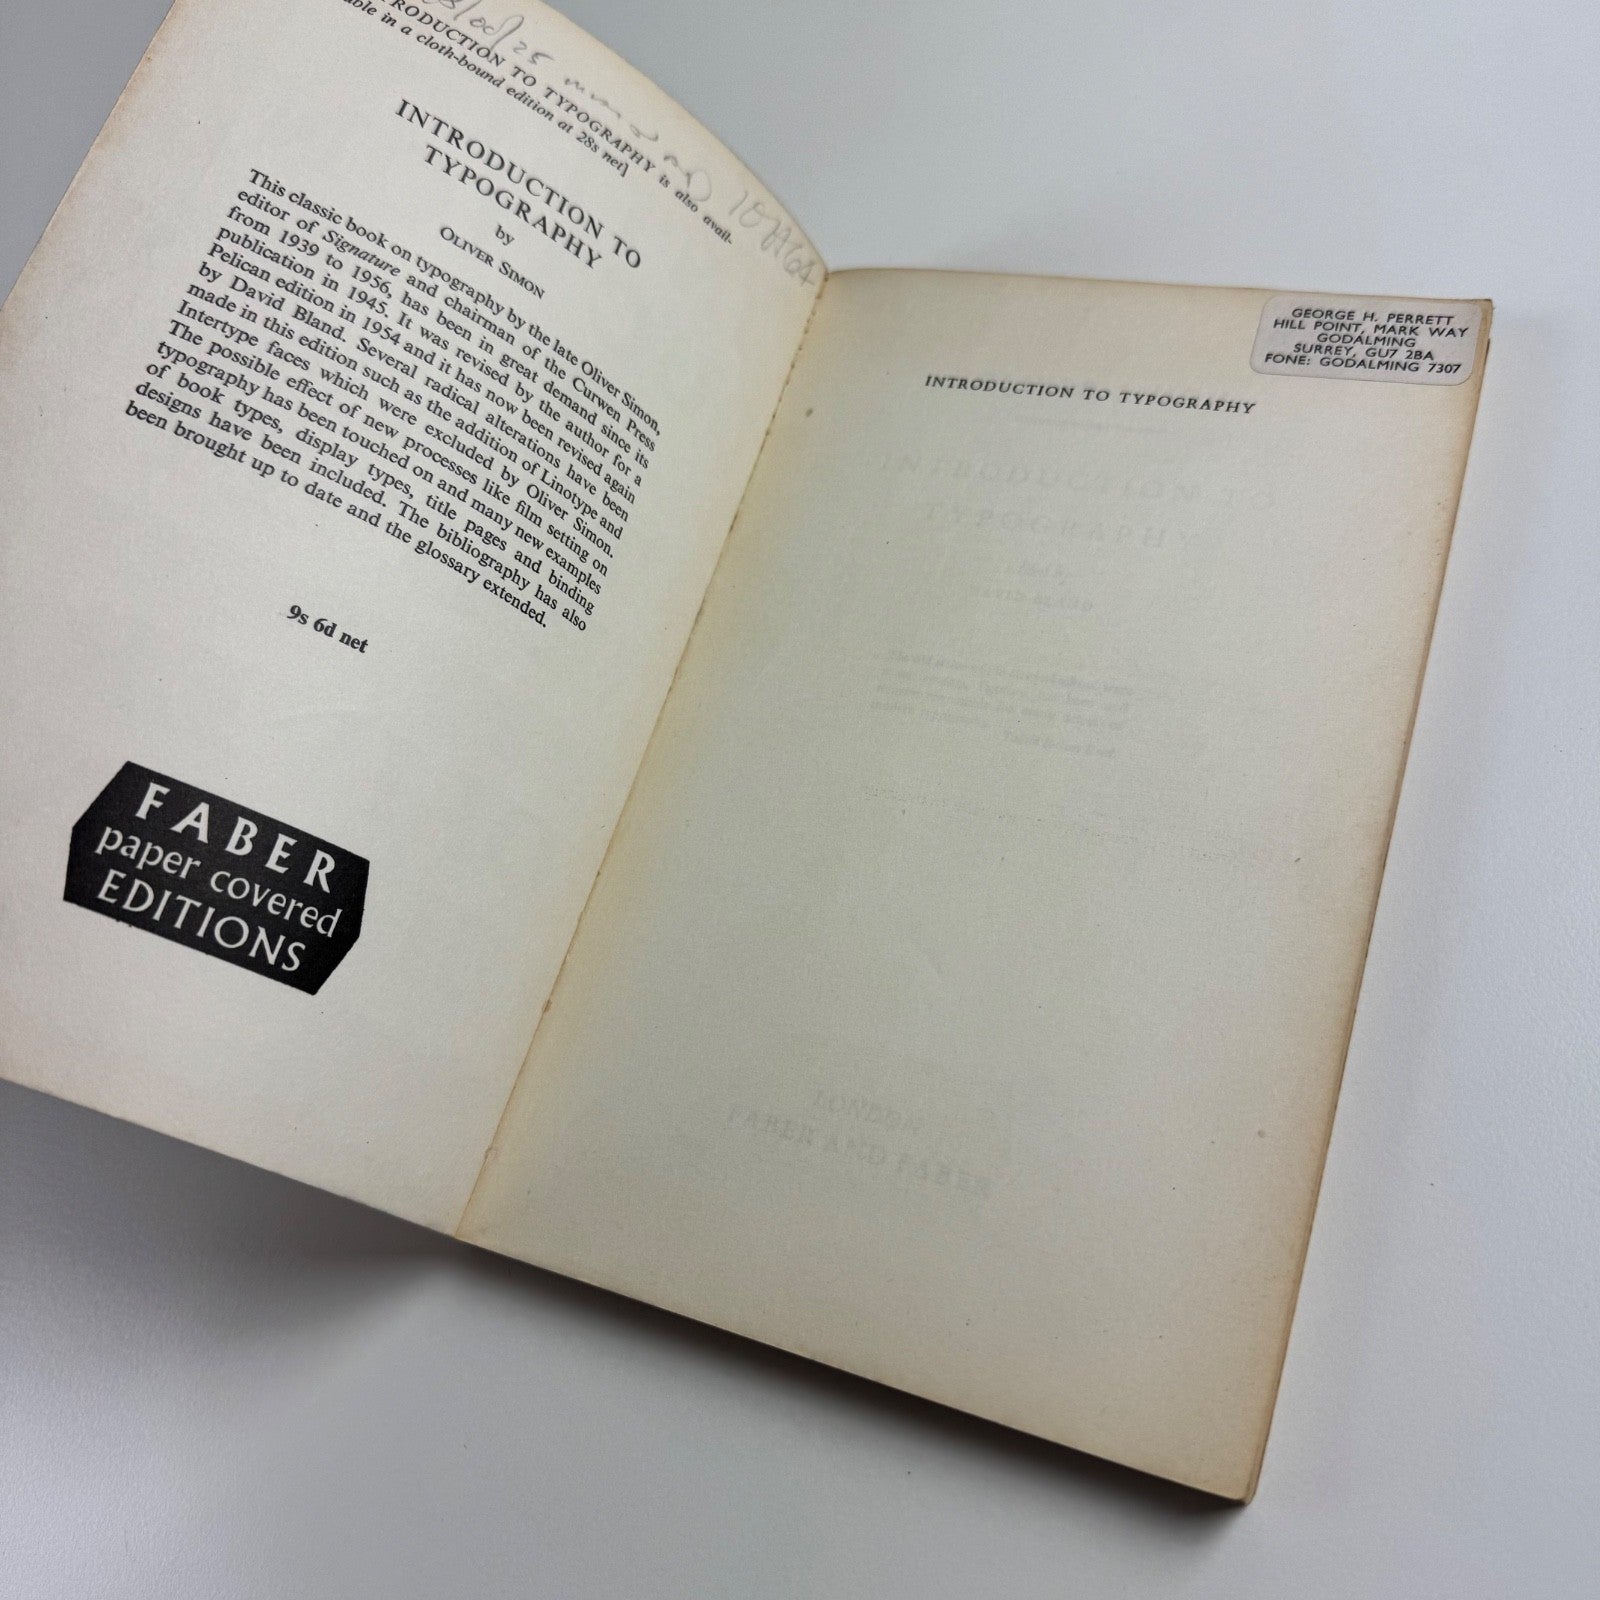 INTRODUCTION TO TYPOGRAPHY is also avail-
able in a cloth-bound edition at 28s net
INTRODUCTION TO
TYPOGRAPHY
by
OLIVER SIMON
This classic book on typography by the late Oliver Simon,
editor of Signature and chairman of the Curwen Press
from 1939 to 1956, has been in great demand since its
publication in 1945. It was revised by the author for a
Pelican edition in 1954 and it has now been revised again
by David Bland. Several radical alterations have been
made in this edition such as the addition of Linotype and
Intertype faces which were excluded by Oliver Simon.
The possible effect of new processes like film setting on
typography has been touched on and many new examples
of book types, display types, title pages and binding
designs have been included. The bibliography has also
been brought up to date and the glossary extended.
9s 6d net
FABER
paper covered
EDITIONS
GEORGE H. PERRETT
HILL POINT, MARK WAY
GODALMING
SURREY, GU7 2BA
FONE: GODALMING 7307
INTRODUCTION TO TYPOGRAPHY